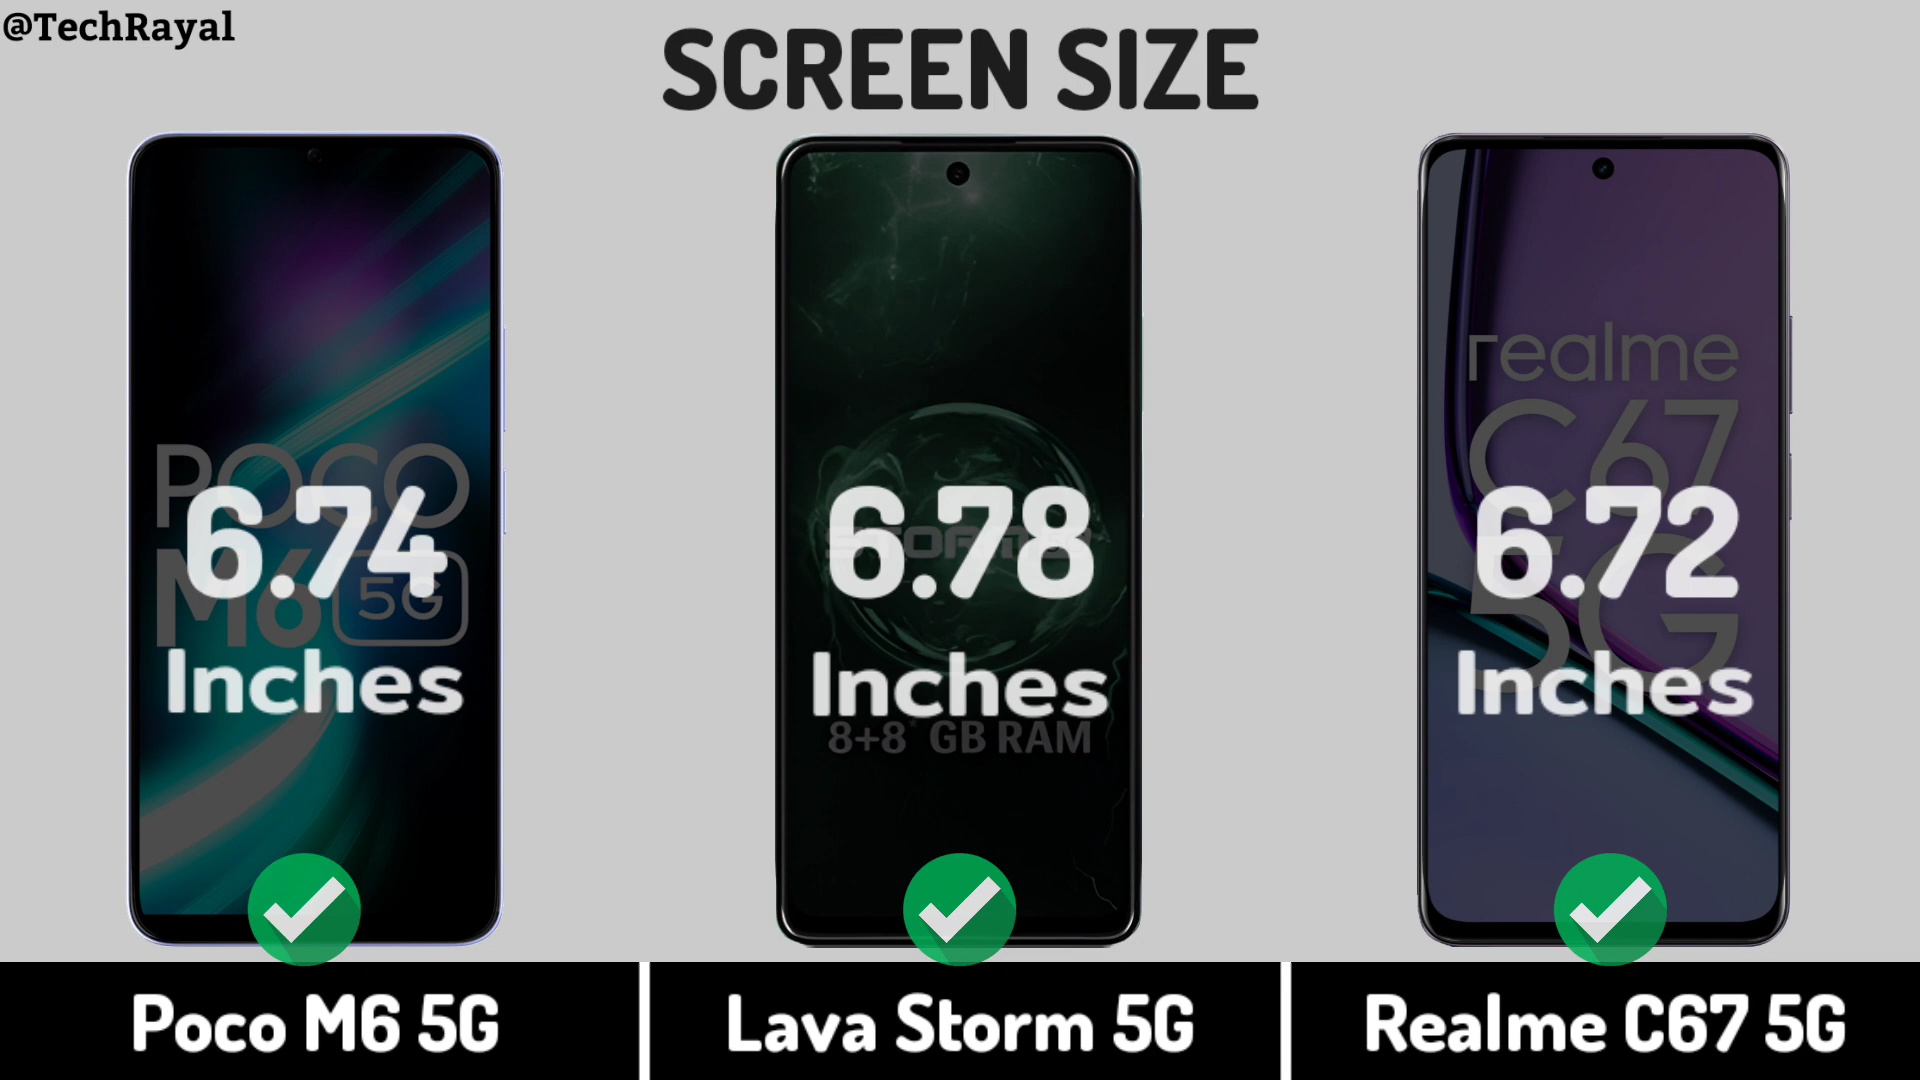 @TechRayal
SCREEN SIZE
POCO
M6 5G
6.74
Inches
STORM
6.78
Inches
8+8* GB RAM
realme
C67
5G
6.72
Inches
Poco M6 5G
Lava Storm 5G
Realme C67 5G